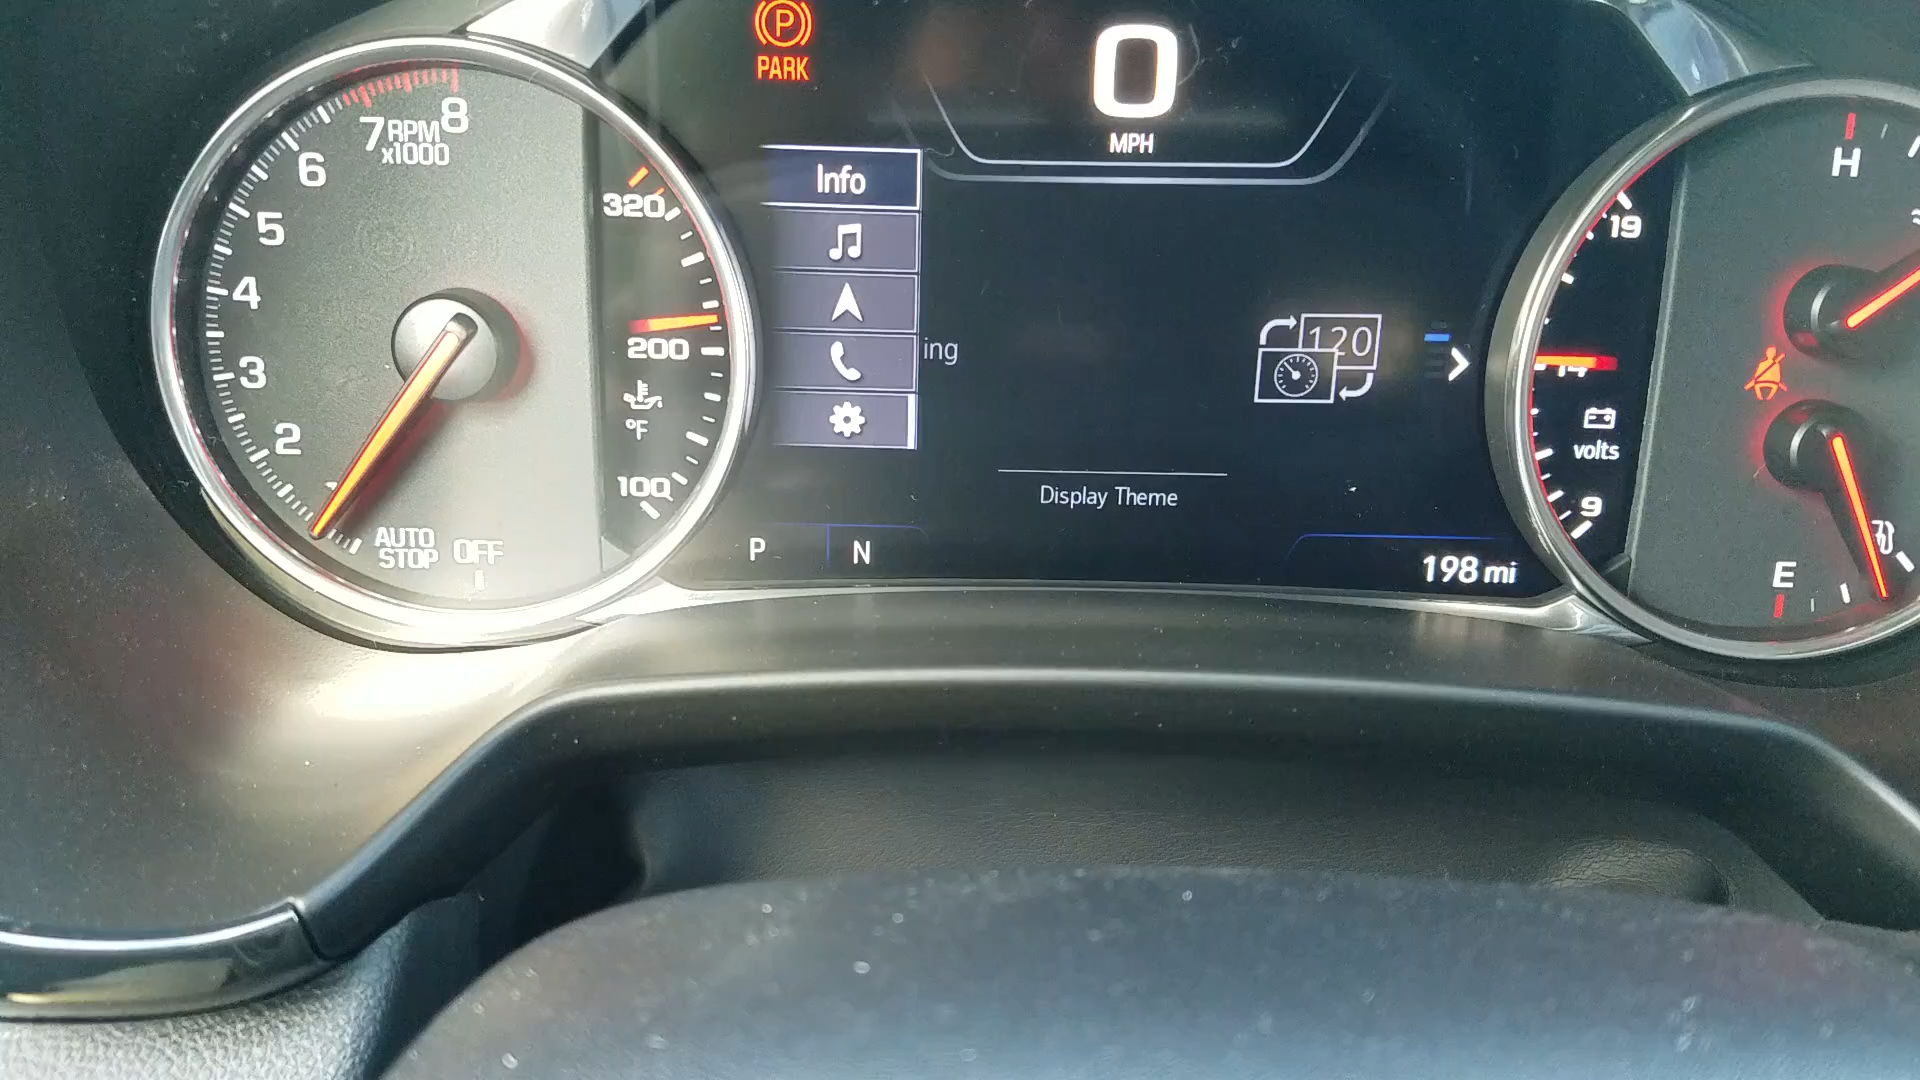 P
PARK
0
MPH
8
7
RPM
x1000
6
5
4
3
2
AUTO
STOP
OFF
320
200
°F
100
Info
ing
120
Display Theme
P N
198 mi
19
14
volts
9
H
E